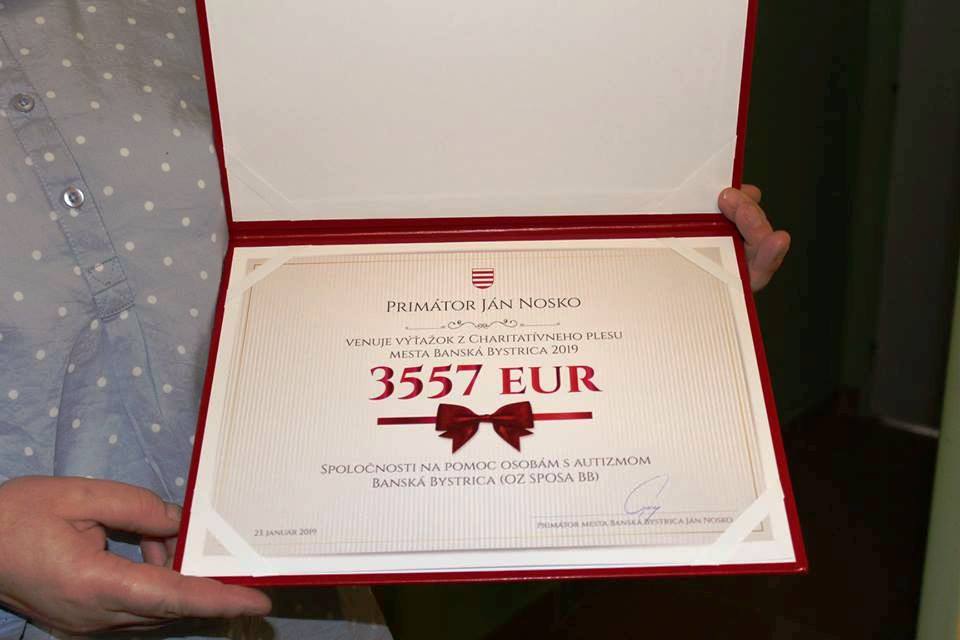 Primátor Ján Nosko
venuje výťažok z Charitatívneho plesu
mesta Banská Bystrica 2019
3557 EUR
Spoločnosti na pomoc osobám s autizmom
Banská Bystrica (OZ SPOSA BB)
23 január 2019
Primátor mesta Banská Bystrica Ján Nosko